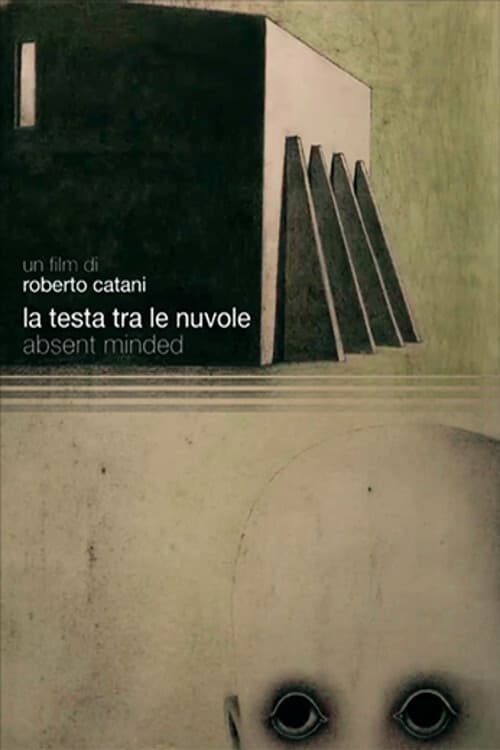 un film di
roberto catani
la testa tra le nuvole
absent minded